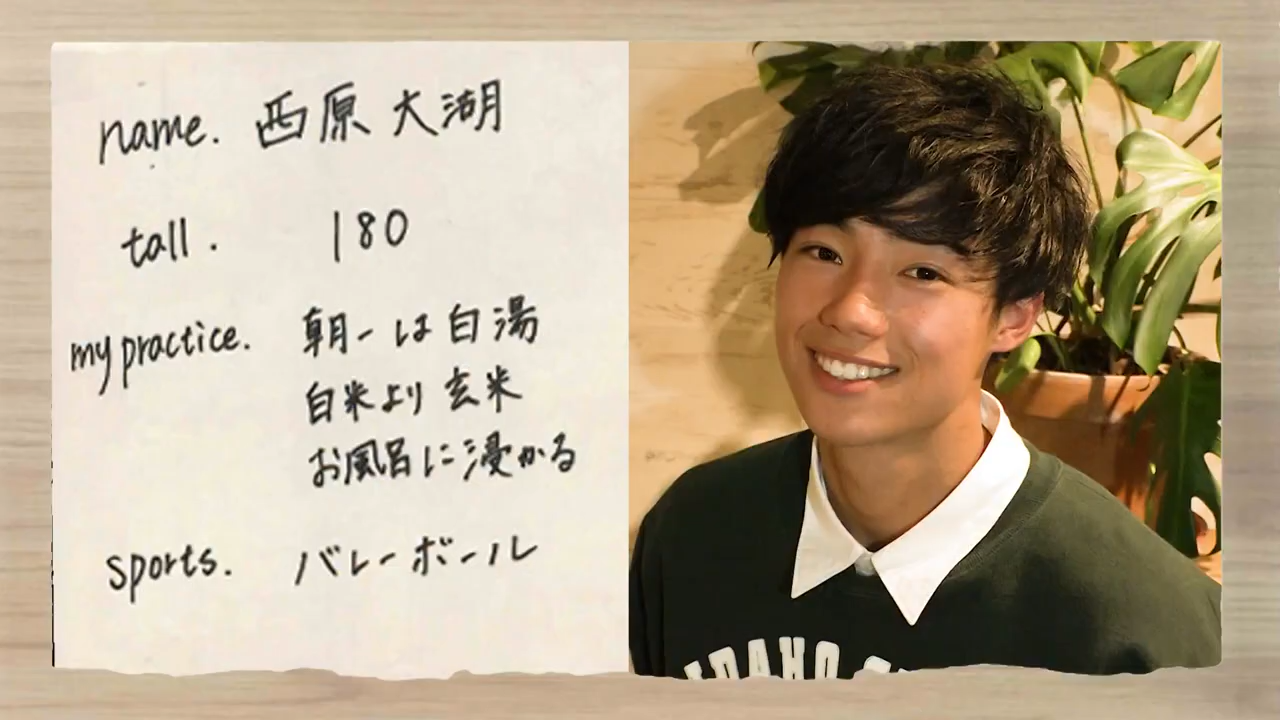 name. 西原 大湖
tall. 180
my practice. 朝一は白湯
白米より玄米
お風呂に浸かる
sports. バレーボール
IDAHO